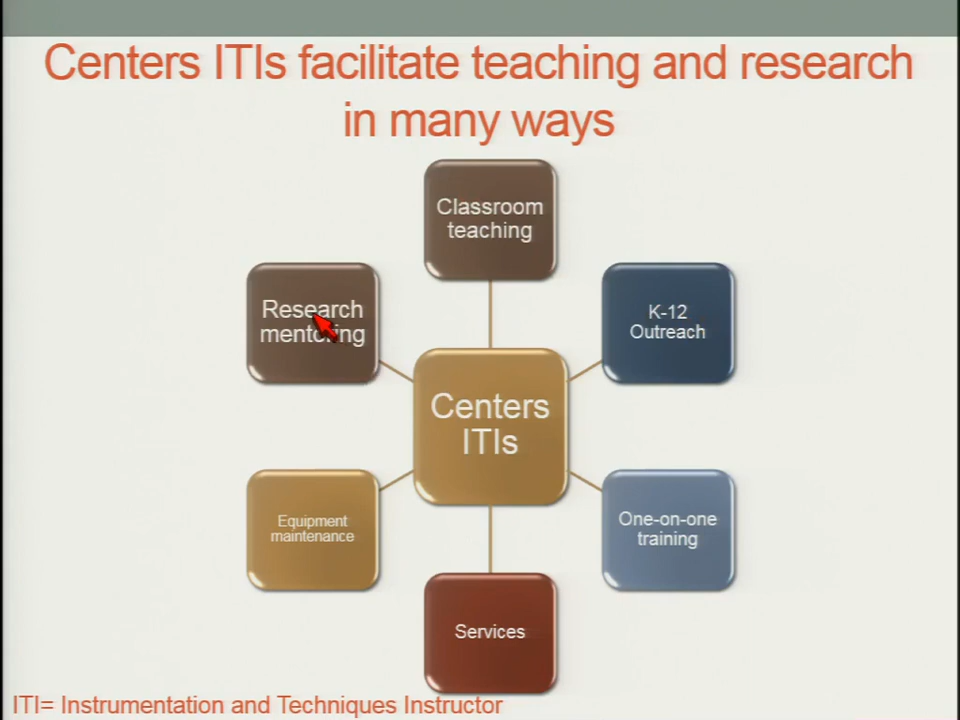 Centers ITIs facilitate teaching and research
in many ways
Classroom
teaching
Research
mentoring
K-12
Outreach
Centers
ITIs
Equipment
maintenance
One-on-one
training
Services
ITI= Instrumentation and Techniques Instructor